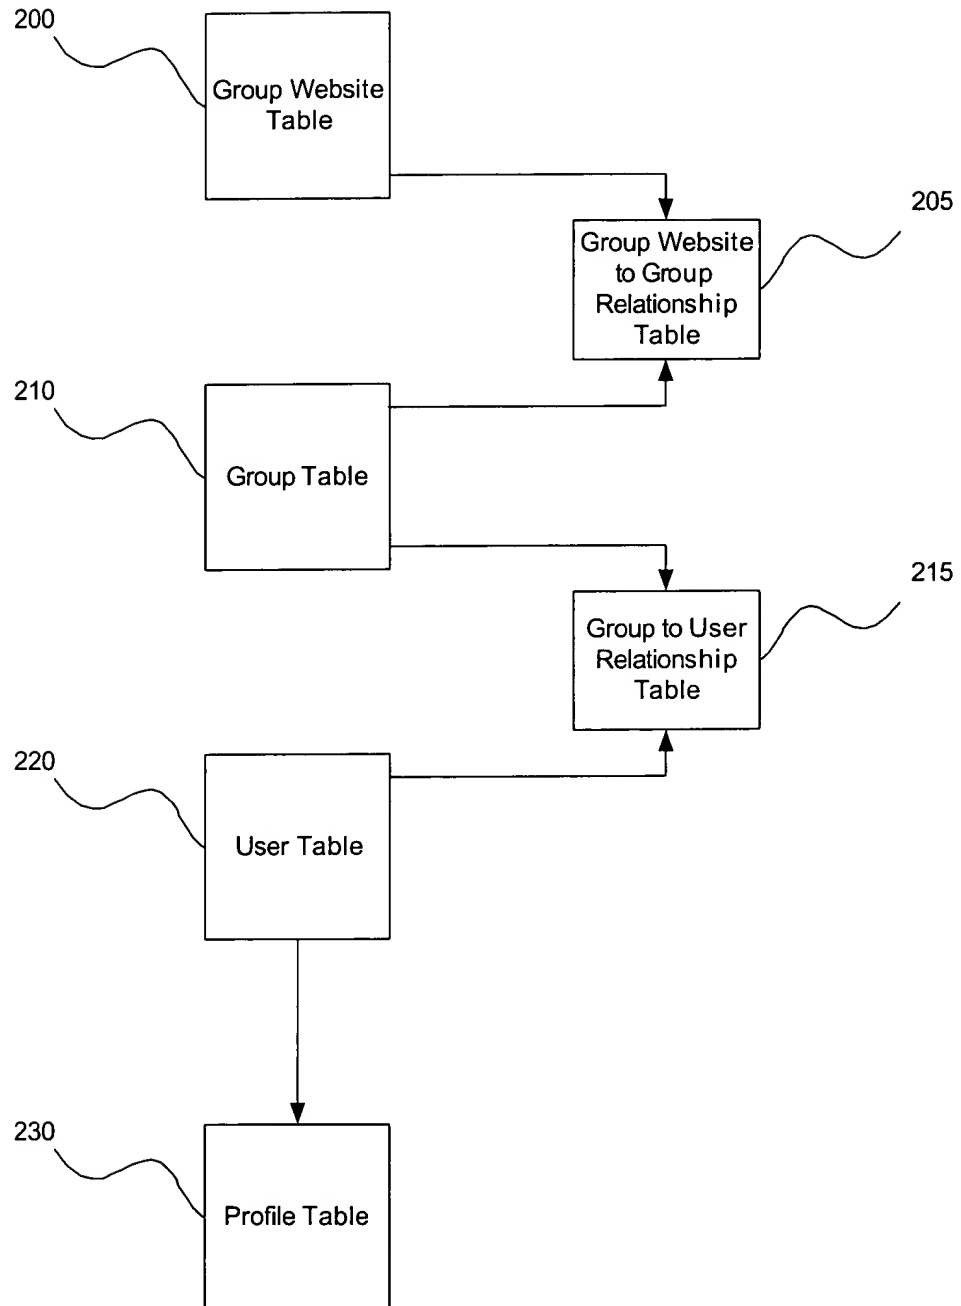 200
Group Website
Table
205
Group Website
to Group
Relationship
Table
210
Group Table
215
Group to User
Relationship
Table
220
User Table
230
Profile Table